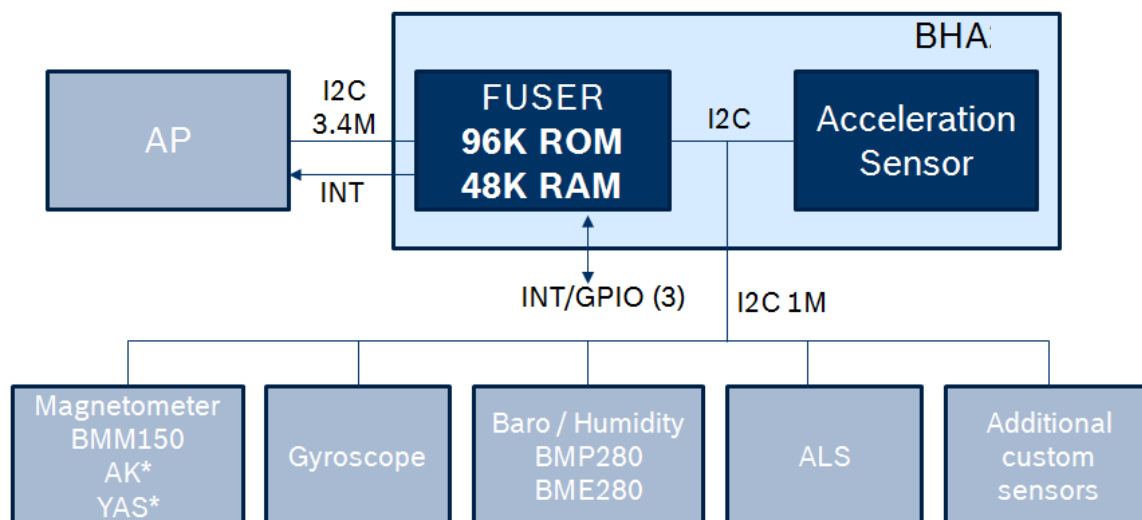 BHA
AP
I2C
3.4M
INT
FUSER
96K ROM
48K RAM
I2C
Acceleration
Sensor
INT/GPIO (3)
I2C 1M
Magnetometer
BMM150
AK*
YAS*
Gyroscope
Baro / Humidity
BMP280
BME280
ALS
Additional
custom
sensors